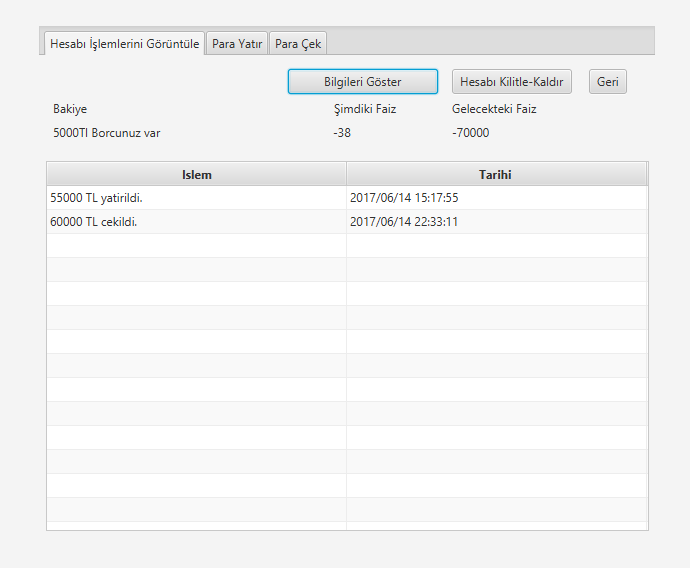 Hesabı İşlemlerini Görüntüle Para Yatır Para Çek
Bilgileri Göster Hesabı Kilitle-Kaldır Geri
Bakiye Şimdiki Faiz Gelecekteki Faiz
5000Tl Borcunuz var -38 -70000
Islem Tarihi
55000 TL yatirildi. 2017/06/14 15:17:55
60000 TL cekildi. 2017/06/14 22:33:11